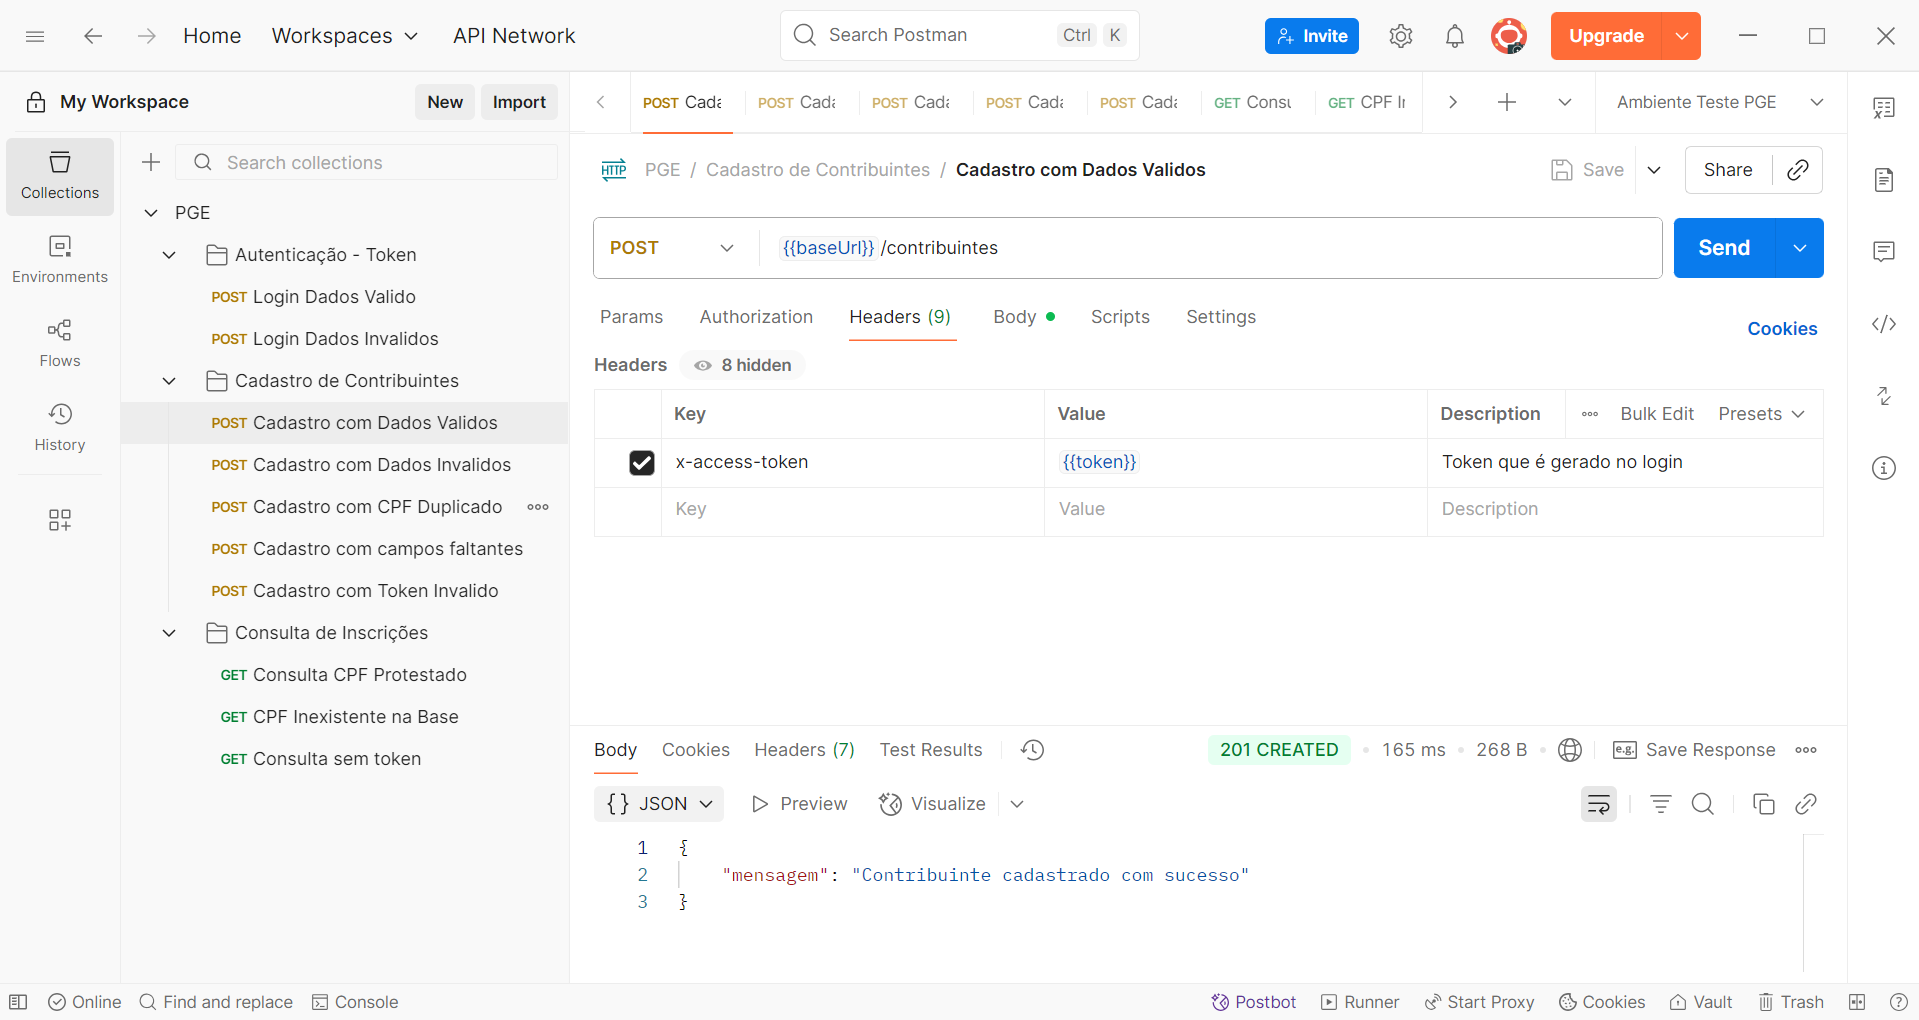 Home Workspaces API Network Search Postman Ctrl K Invite Upgrade
My Workspace New Import
POST Cada POST Cada POST Cada POST Cada POST Cada GET Consu GET CPF Ir Ambiente Teste PGE
Collections
Environments
Flows
History
Search collections
PGE
Autenticação - Token
POST Login Dados Valido
POST Login Dados Invalidos
Cadastro de Contribuintes
POST Cadastro com Dados Validos
POST Cadastro com Dados Invalidos
POST Cadastro com CPF Duplicado
POST Cadastro com campos faltantes
POST Cadastro com Token Invalido
Consulta de Inscrições
GET Consulta CPF Protestado
GET CPF Inexistente na Base
GET Consulta sem token
HTTP PGE / Cadastro de Contribuintes / Cadastro com Dados Validos Save Share
POST {{baseUrl}} /contribuintes Send
Params Authorization Headers (9) Body Scripts Settings Cookies
Headers 8 hidden
Key Value Description Bulk Edit Presets
x-access-token {{token}} Token que é gerado no login
Key Value Description
Body Cookies Headers (7) Test Results 201 CREATED 165 ms 268 B e.g. Save Response
{ } JSON Preview Visualize
1 {
2 "mensagem": "Contribuinte cadastrado com sucesso"
3 }
Online Find and replace Console Postbot Runner Start Proxy Cookies Vault Trash